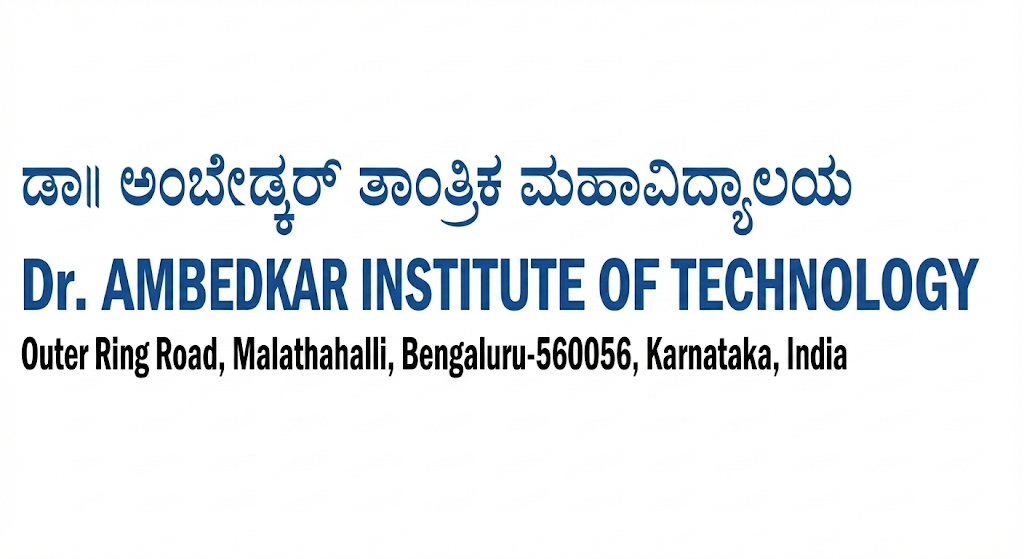 ಡಾ॥ ಅಂಬೇಡ್ಕರ್ ತಾಂತ್ರಿಕ ಮಹಾವಿದ್ಯಾಲಯ
Dr. AMBEDKAR INSTITUTE OF TECHNOLOGY
Outer Ring Road, Malathahalli, Bengaluru-560056, Karnataka, India